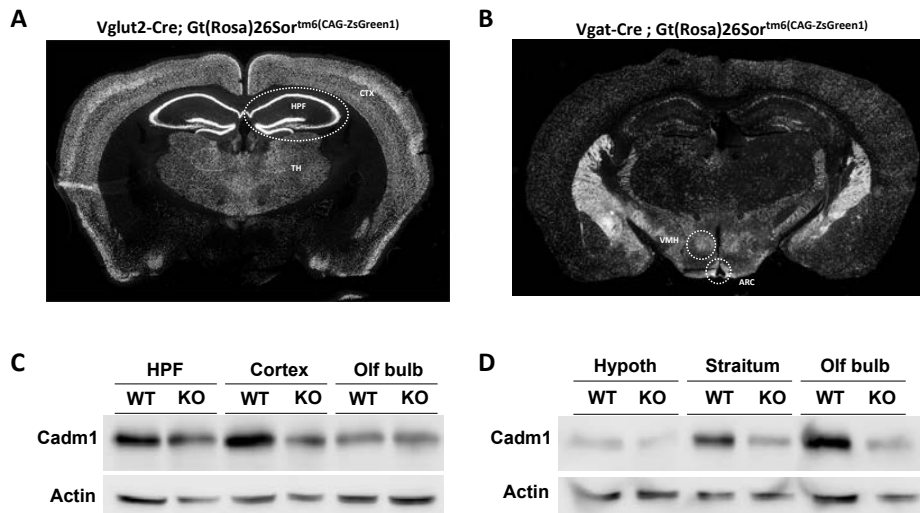 A
Vglut2-Cre; Gt(Rosa)26Sortm6(CAG-ZsGreen1)
HPF
CTX
TH
B
Vgat-Cre ; Gt(Rosa)26Sortm6(CAG-ZsGreen1)
VMH
ARC
C
HPF Cortex Olf bulb
WT KO WT KO WT KO
Cadm1
Actin
D
Hypoth Straitum Olf bulb
WT KO WT KO WT KO
Cadm1
Actin